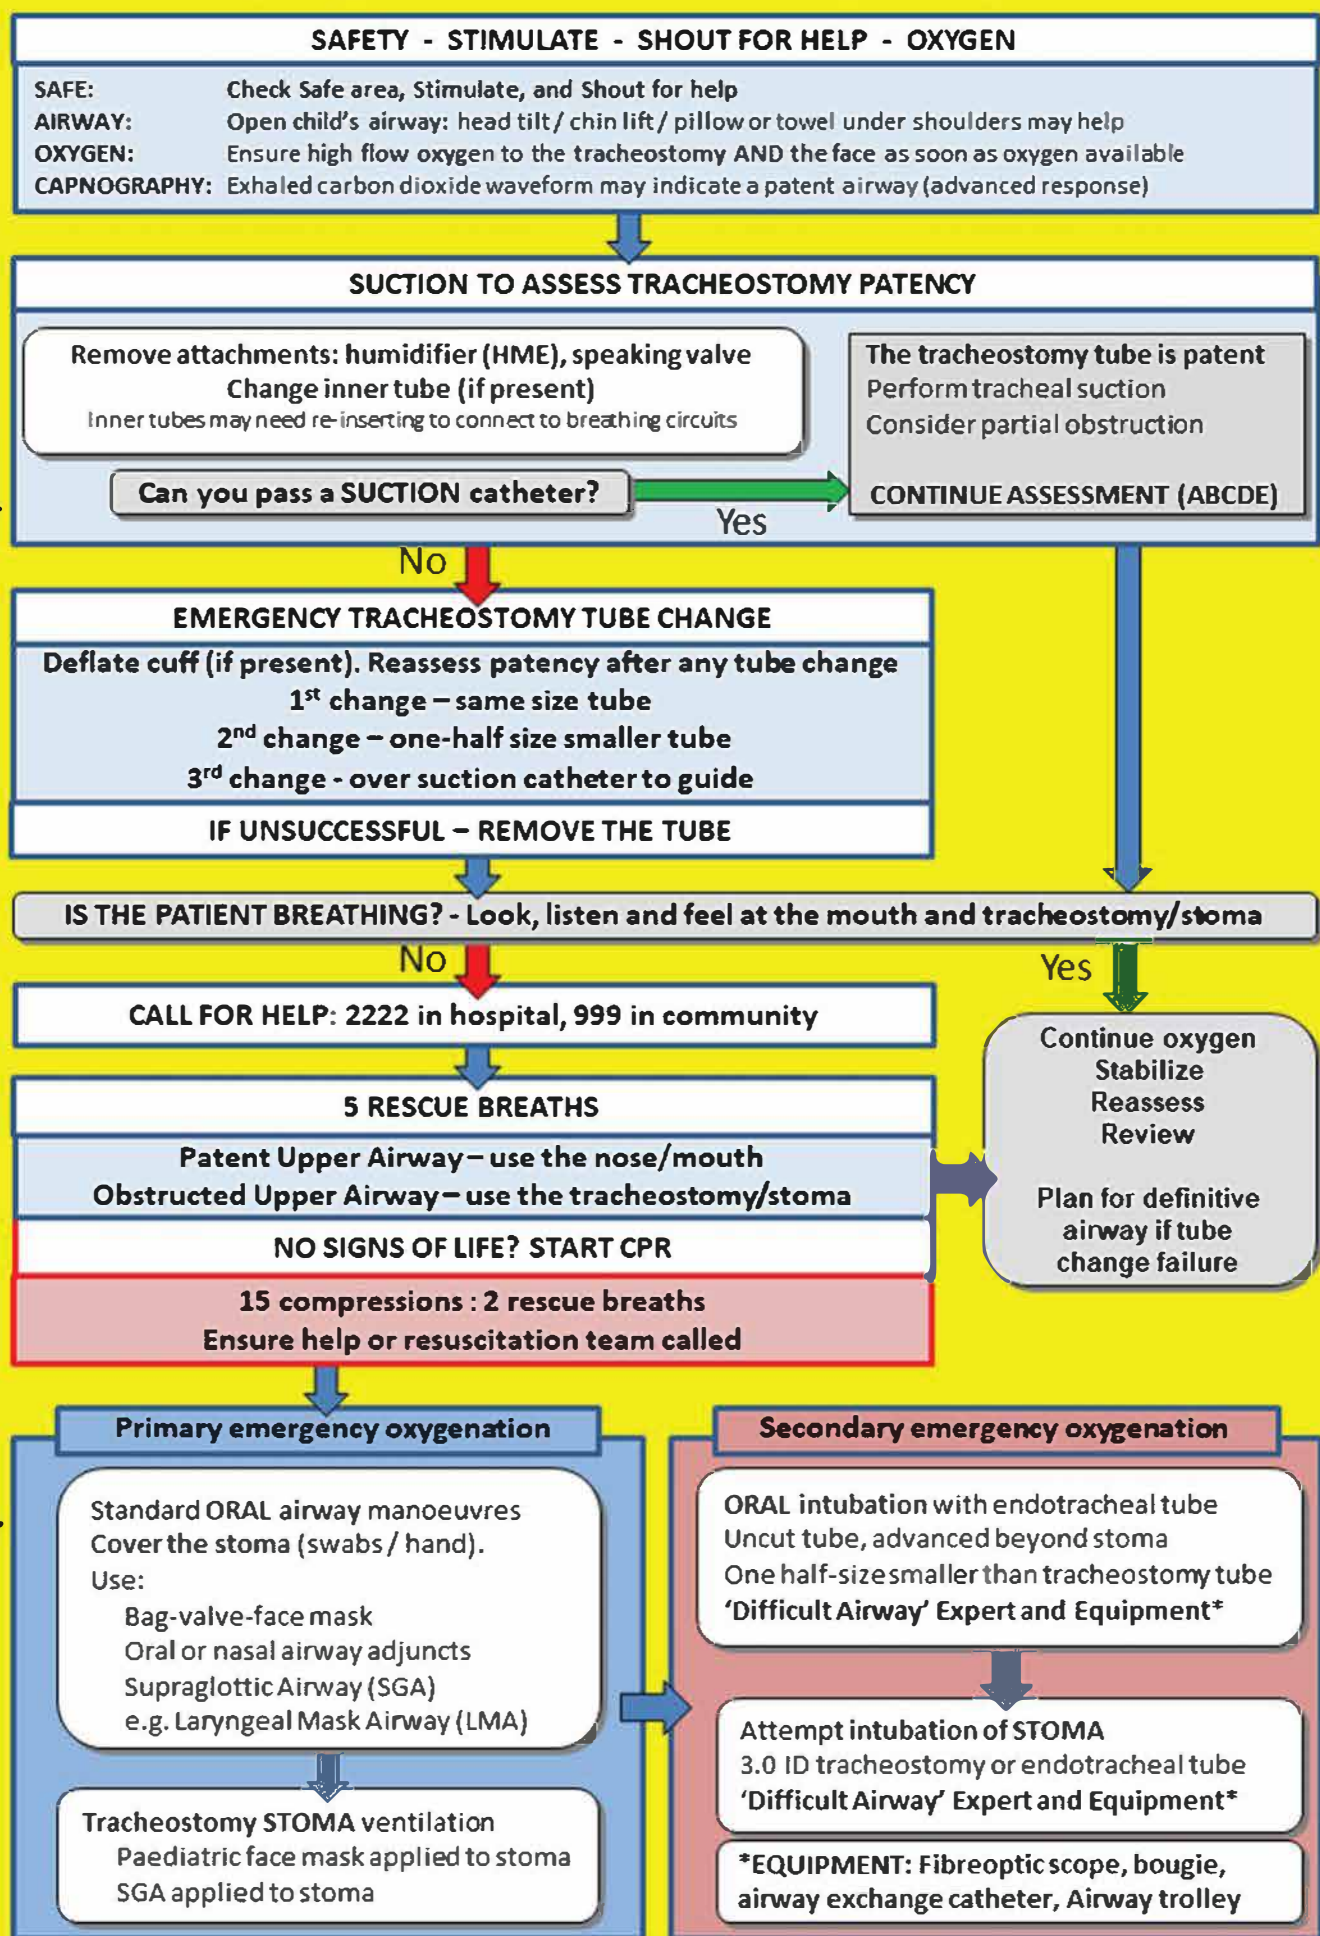 SAFETY - STIMULATE - SHOUT FOR HELP - OXYGEN
SAFE: Check Safe area, Stimulate, and Shout for help
AIRWAY: Open child's airway: head tilt / chin lift / pillow or towel under shoulders may help
OXYGEN: Ensure high flow oxygen to the tracheostomy AND the face as soon as oxygen available
CAPNOGRAPHY: Exhaled carbon dioxide waveform may indicate a patent airway (advanced response)
SUCTION TO ASSESS TRACHEOSTOMY PATENCY
Remove attachments: humidifier (HME), speaking valve
Change inner tube (if present)
Inner tubes may need re-inserting to connect to breathing circuits
Can you pass a SUCTION catheter?
Yes
The tracheostomy tube is patent
Perform tracheal suction
Consider partial obstruction
CONTINUE ASSESSMENT (ABCDE)
No
EMERGENCY TRACHEOSTOMY TUBE CHANGE
Deflate cuff (if present). Reassess patency after any tube change
1st change – same size tube
2nd change – one-half size smaller tube
3rd change - over suction catheter to guide
IF UNSUCCESSFUL – REMOVE THE TUBE
IS THE PATIENT BREATHING? - Look, listen and feel at the mouth and tracheostomy/stoma
No
Yes
CALL FOR HELP: 2222 in hospital, 999 in community
5 RESCUE BREATHS
Patent Upper Airway – use the nose/mouth
Obstructed Upper Airway – use the tracheostomy/stoma
NO SIGNS OF LIFE? START CPR
15 compressions : 2 rescue breaths
Ensure help or resuscitation team called
Continue oxygen
Stabilize
Reassess
Review
Plan for definitive
airway if tube
change failure
Primary emergency oxygenation
Standard ORAL airway manoeuvres
Cover the stoma (swabs / hand).
Use:
Bag-valve-face mask
Oral or nasal airway adjuncts
Supraglottic Airway (SGA)
e.g. Laryngeal Mask Airway (LMA)
Tracheostomy STOMA ventilation
Paediatric face mask applied to stoma
SGA applied to stoma
Secondary emergency oxygenation
ORAL intubation with endotracheal tube
Uncut tube, advanced beyond stoma
One half-size smaller than tracheostomy tube
'Difficult Airway' Expert and Equipment*
Attempt intubation of STOMA
3.0 ID tracheostomy or endotracheal tube
'Difficult Airway' Expert and Equipment*
*EQUIPMENT: Fibreoptic scope, bougie,
airway exchange catheter, Airway trolley